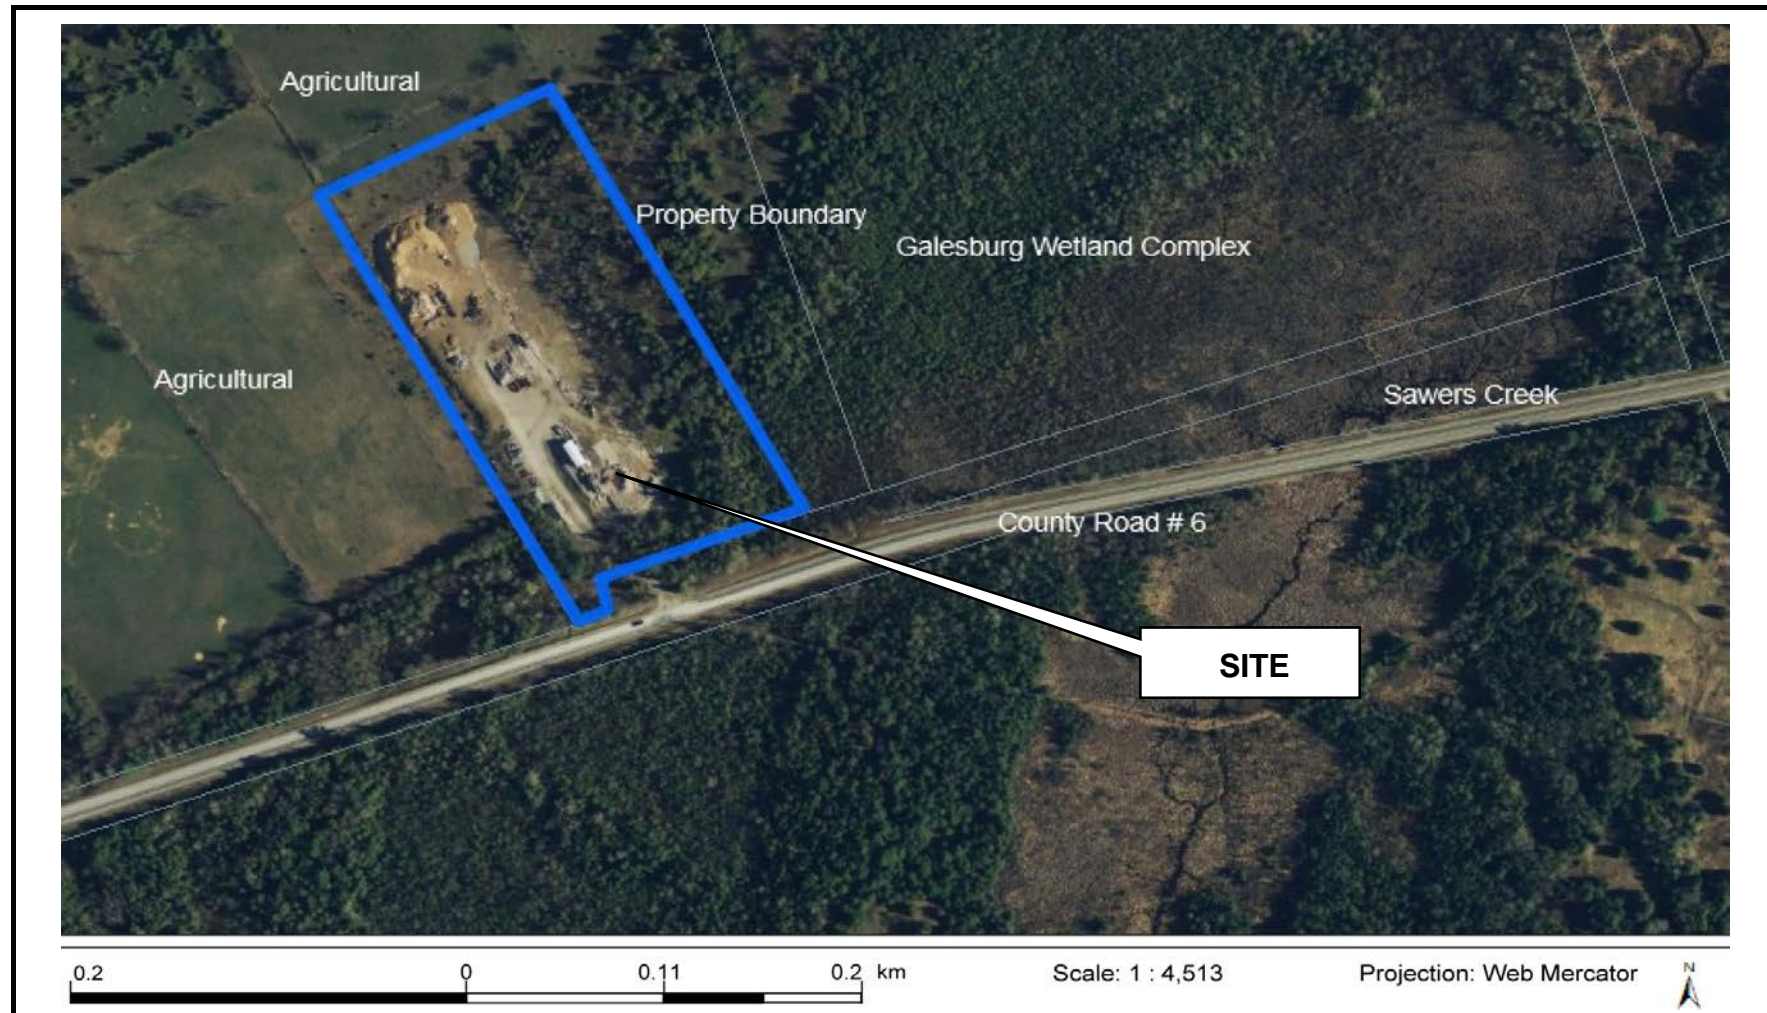 Agricultural
Property Boundary
Galesburg Wetland Complex
Agricultural
Sawers Creek
County Road # 6
SITE
0.2 0 0.11 0.2 km Scale: 1 : 4,513 Projection: Web Mercator N